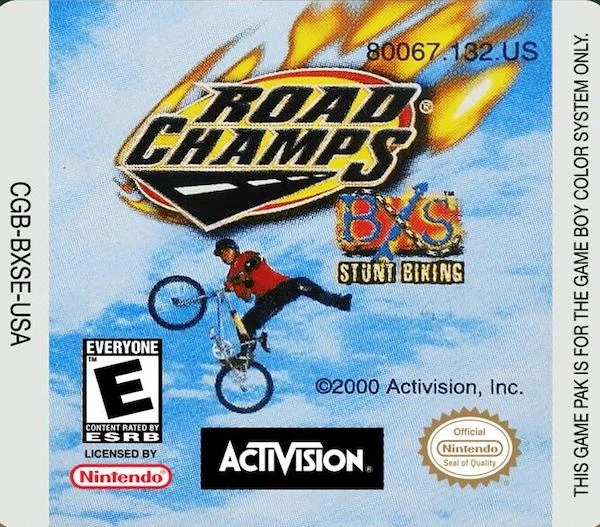 80067.132.US
ROAD
CHAMPS®
BXS™
STUNT BIKING
CGB-BXSE-USA
THIS GAME PAK IS FOR THE GAME BOY COLOR SYSTEM ONLY.
EVERYONE
E
TM
CONTENT RATED BY
ESRB
LICENSED BY
Nintendo
©2000 Activision, Inc.
ACTIVISION®
Official
Nintendo
Seal of Quality